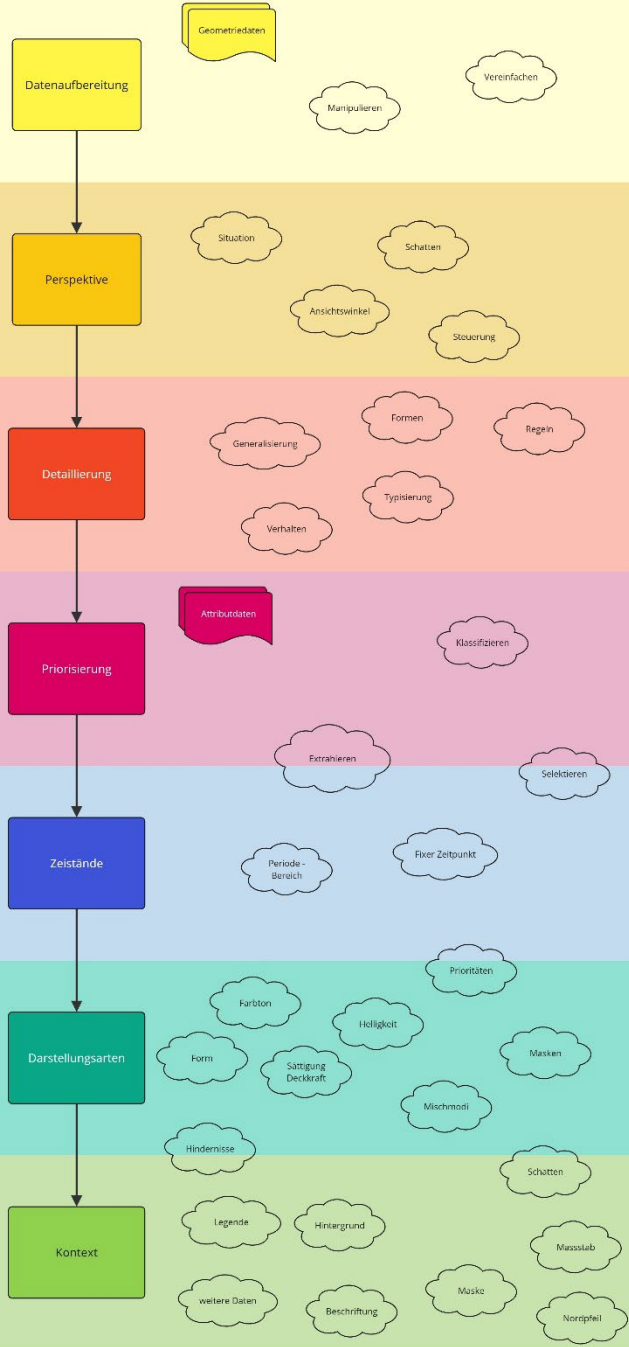 Geometriedaten
Datenaufbereitung
Vereinfachen
Manipulieren
Situation
Schatten
Perspektive
Ansichtswinkel
Steuerung
Formen
Regeln
Generalisierung
Detaillierung
Typisierung
Verhalten
Attributdaten
Klassifizieren
Priorisierung
Extrahieren
Selektieren
Zeistände
Fixer Zeitpunkt
Periode -
Bereich
Prioritäten
Farbton
Helligkeit
Darstellungsarten
Form
Sättigung
Deckkraft
Masken
Mischmodi
Hindernisse
Schatten
Legende
Hintergrund
Kontext
Massstab
weitere Daten
Beschriftung
Maske
Nordpfeil